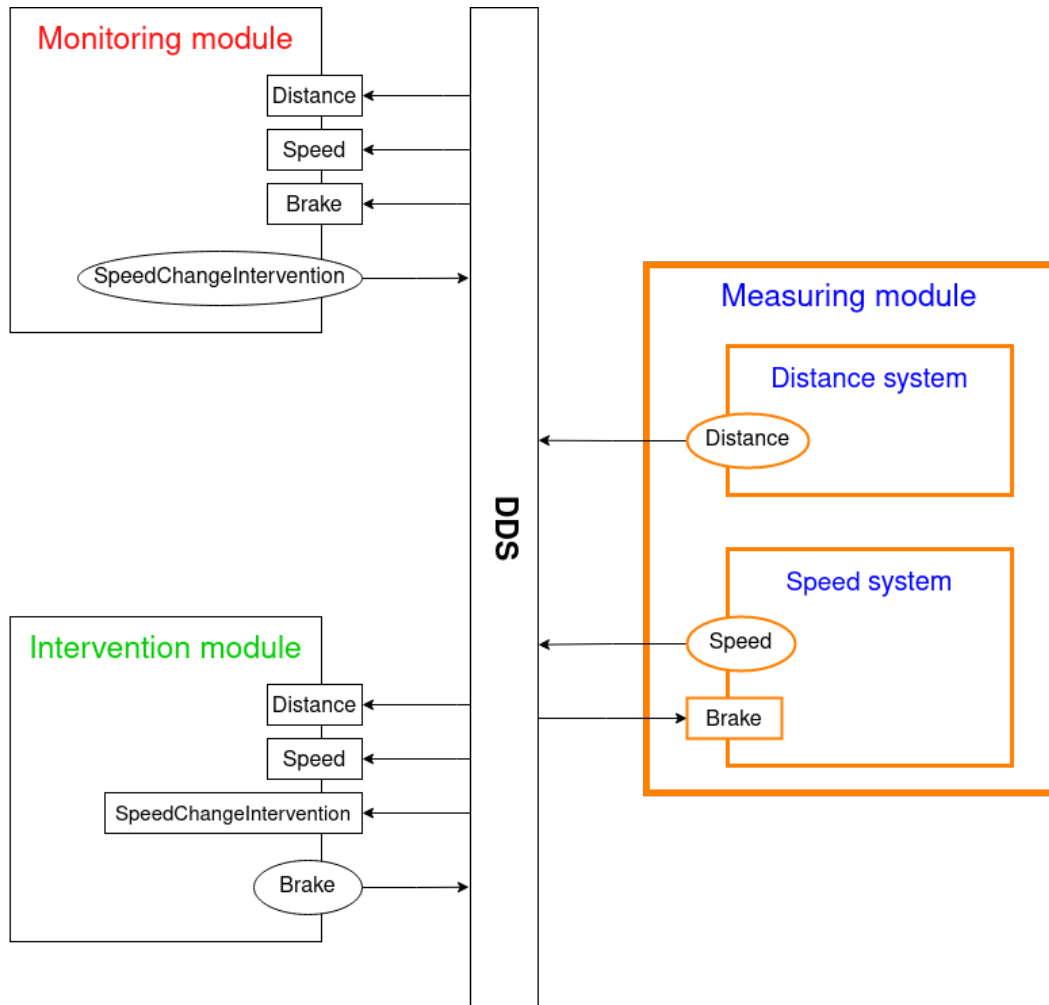 Monitoring module
Distance
Speed
Brake
SpeedChangeIntervention
Measuring module
Distance system
Distance
DDS
Speed system
Speed
Brake
Intervention module
Distance
Speed
SpeedChangeIntervention
Brake